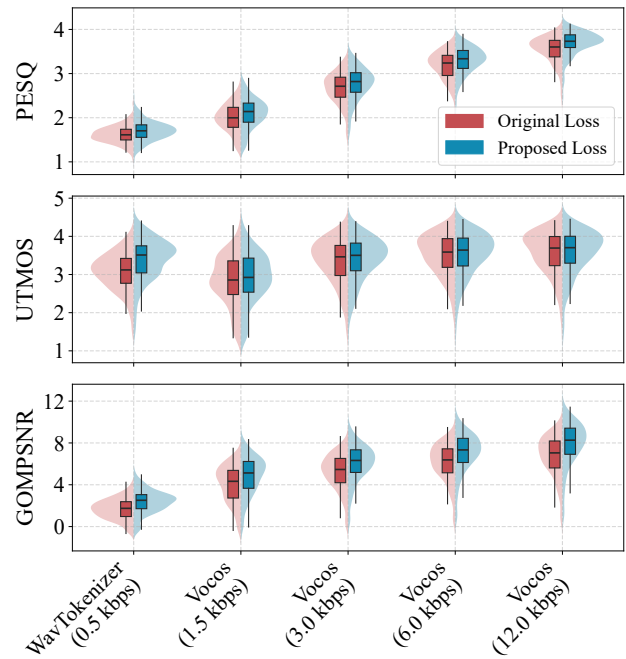 PESQ
4
3
2
1
Original Loss
Proposed Loss
UTMOS
5
4
3
2
1
GOMPSNR
12
8
4
0
WavTokenizer
(0.5 kbps)
Vocos
(1.5 kbps)
Vocos
(3.0 kbps)
Vocos
(6.0 kbps)
Vocos
(12.0 kbps)